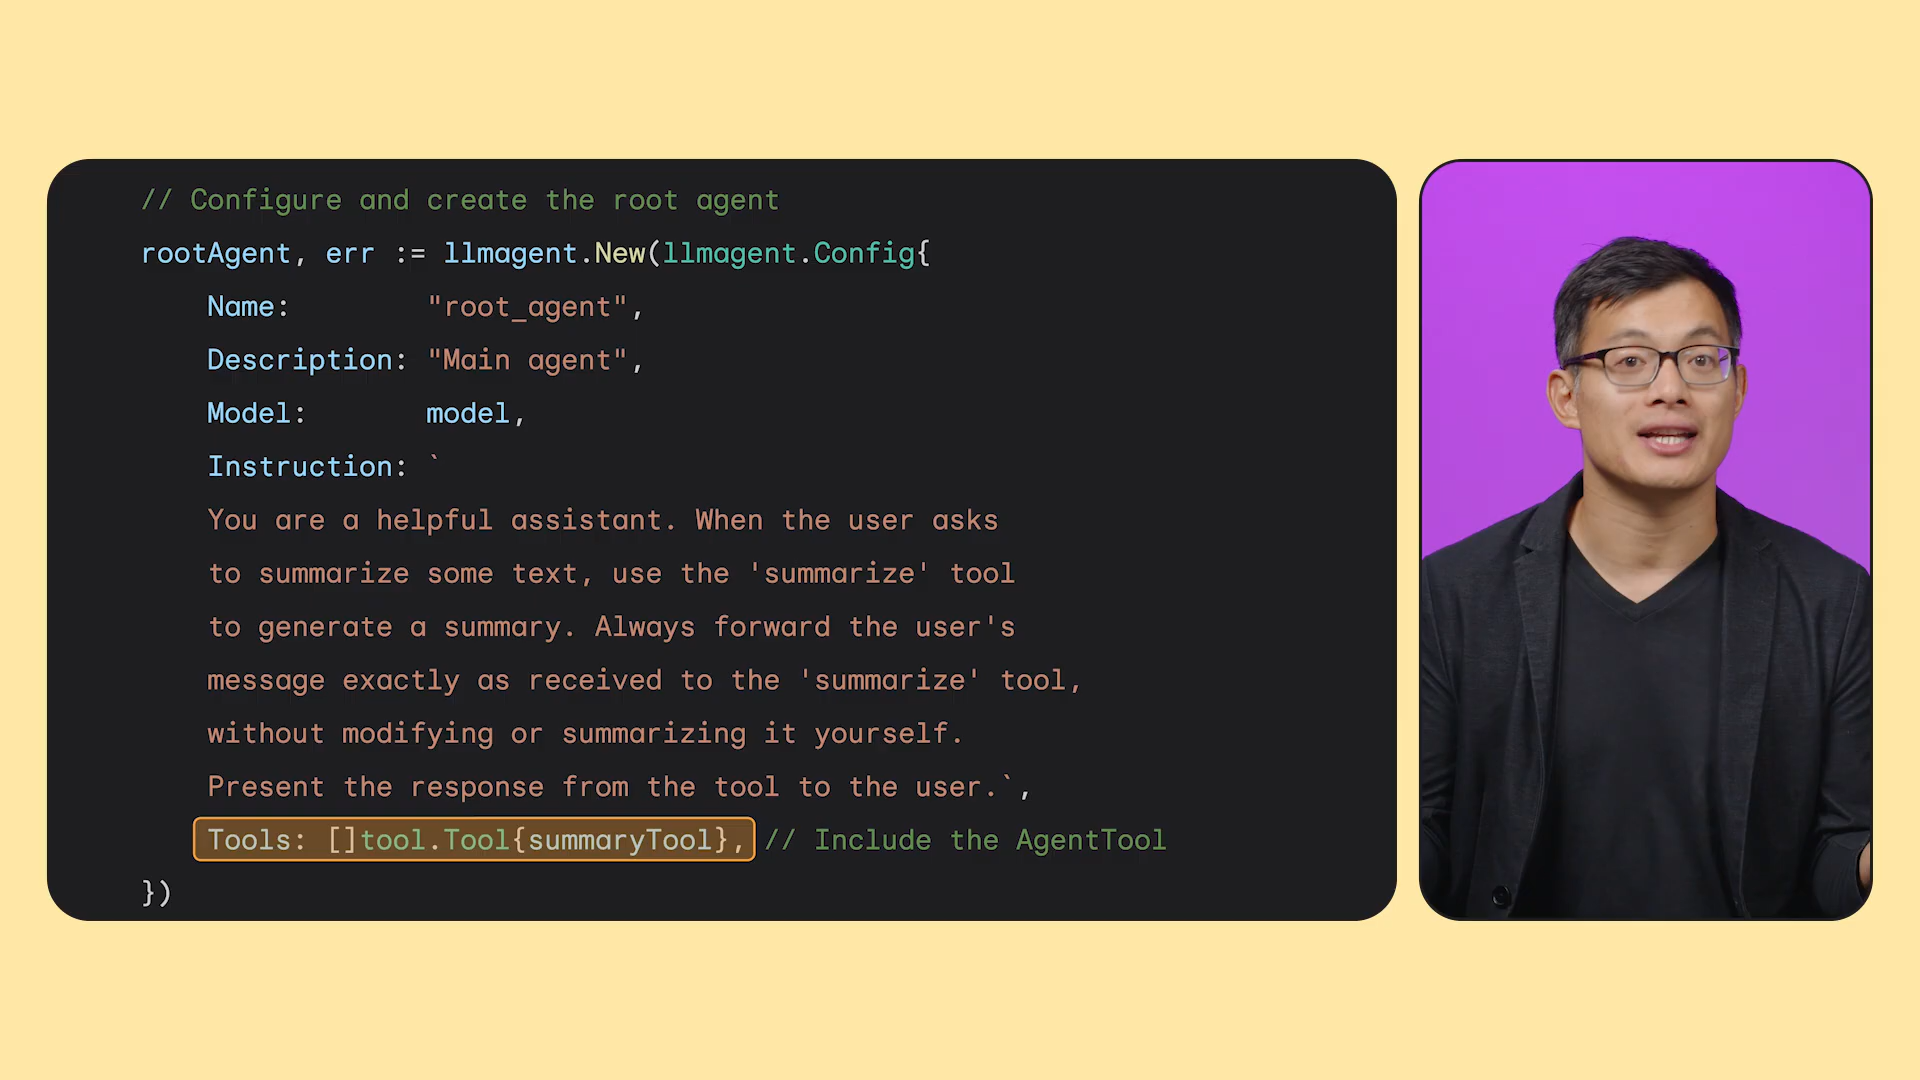 // Configure and create the root agent
rootAgent, err := llmagent.New(llmagent.Config{
    Name:        "root_agent",
    Description: "Main agent",
    Model:       model,
    Instruction: `
    You are a helpful assistant. When the user asks
    to summarize some text, use the 'summarize' tool
    to generate a summary. Always forward the user's
    message exactly as received to the 'summarize' tool,
    without modifying or summarizing it yourself.
    Present the response from the tool to the user.`,
    Tools: []tool.Tool{summaryTool}, // Include the AgentTool
})